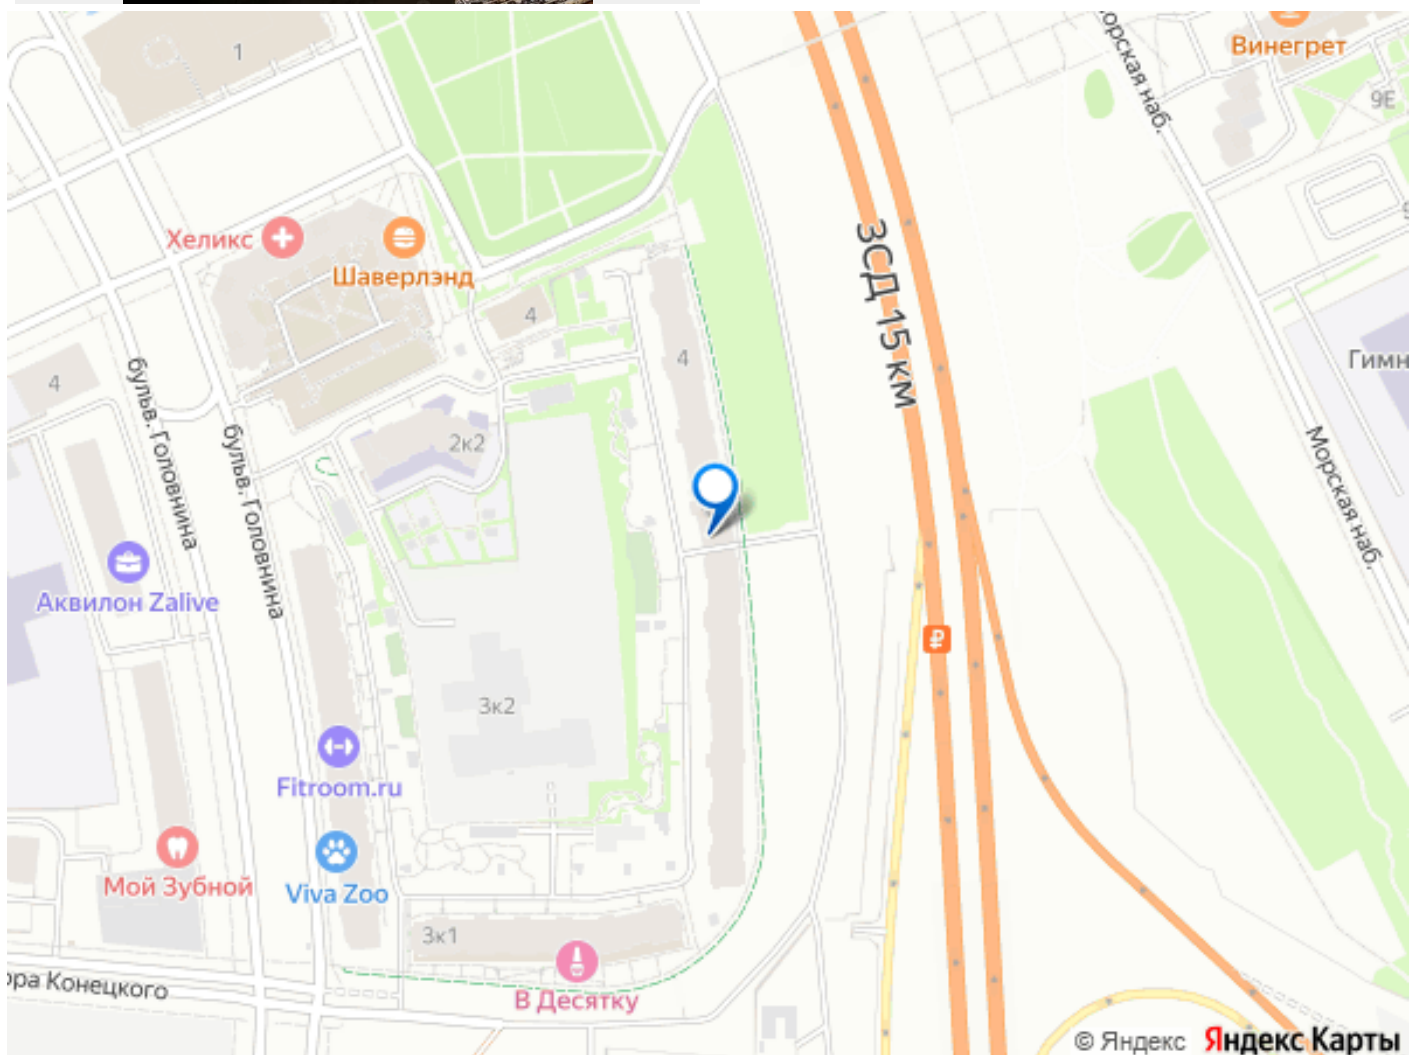 1
Винегрет
9Е
Морская наб.
Хеликс
Шаверлэнд
ЗСД 15 км
4
4
4
Гимн
бульв. Головнина
бульв. Головнина
2к2
Морская наб.
Аквилон Zalive
₽
3к2
Fitroom.ru
Мой Зубной
Viva Zoo
3к1
ора Конецкого
В Десятку
© Яндекс Яндекс Карты